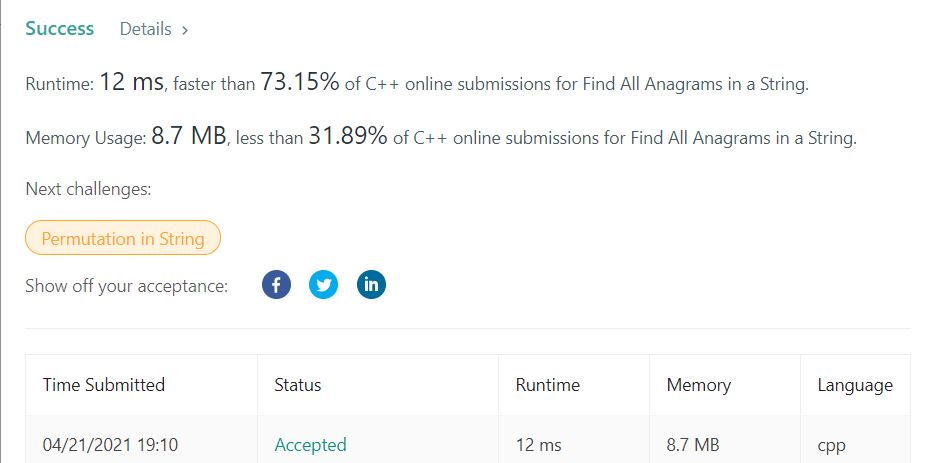 Success Details >
Runtime: 12 ms, faster than 73.15% of C++ online submissions for Find All Anagrams in a String.
Memory Usage: 8.7 MB, less than 31.89% of C++ online submissions for Find All Anagrams in a String.
Next challenges:
Permutation in String
Show off your acceptance: f in
Time Submitted Status Runtime Memory Language
04/21/2021 19:10 Accepted 12 ms 8.7 MB cpp